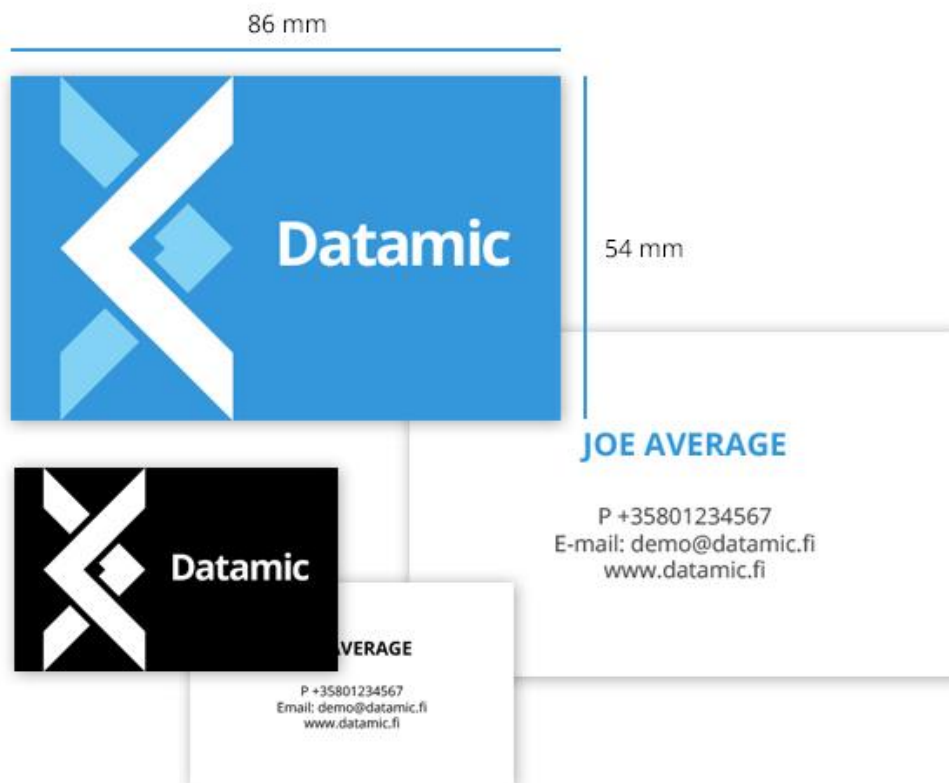 86 mm
Datamic
54 mm
JOE AVERAGE
P +35801234567
E-mail: demo@datamic.fi
www.datamic.fi
Datamic
VERAGE
P +35801234567
Email: demo@datamic.fi
www.datamic.fi